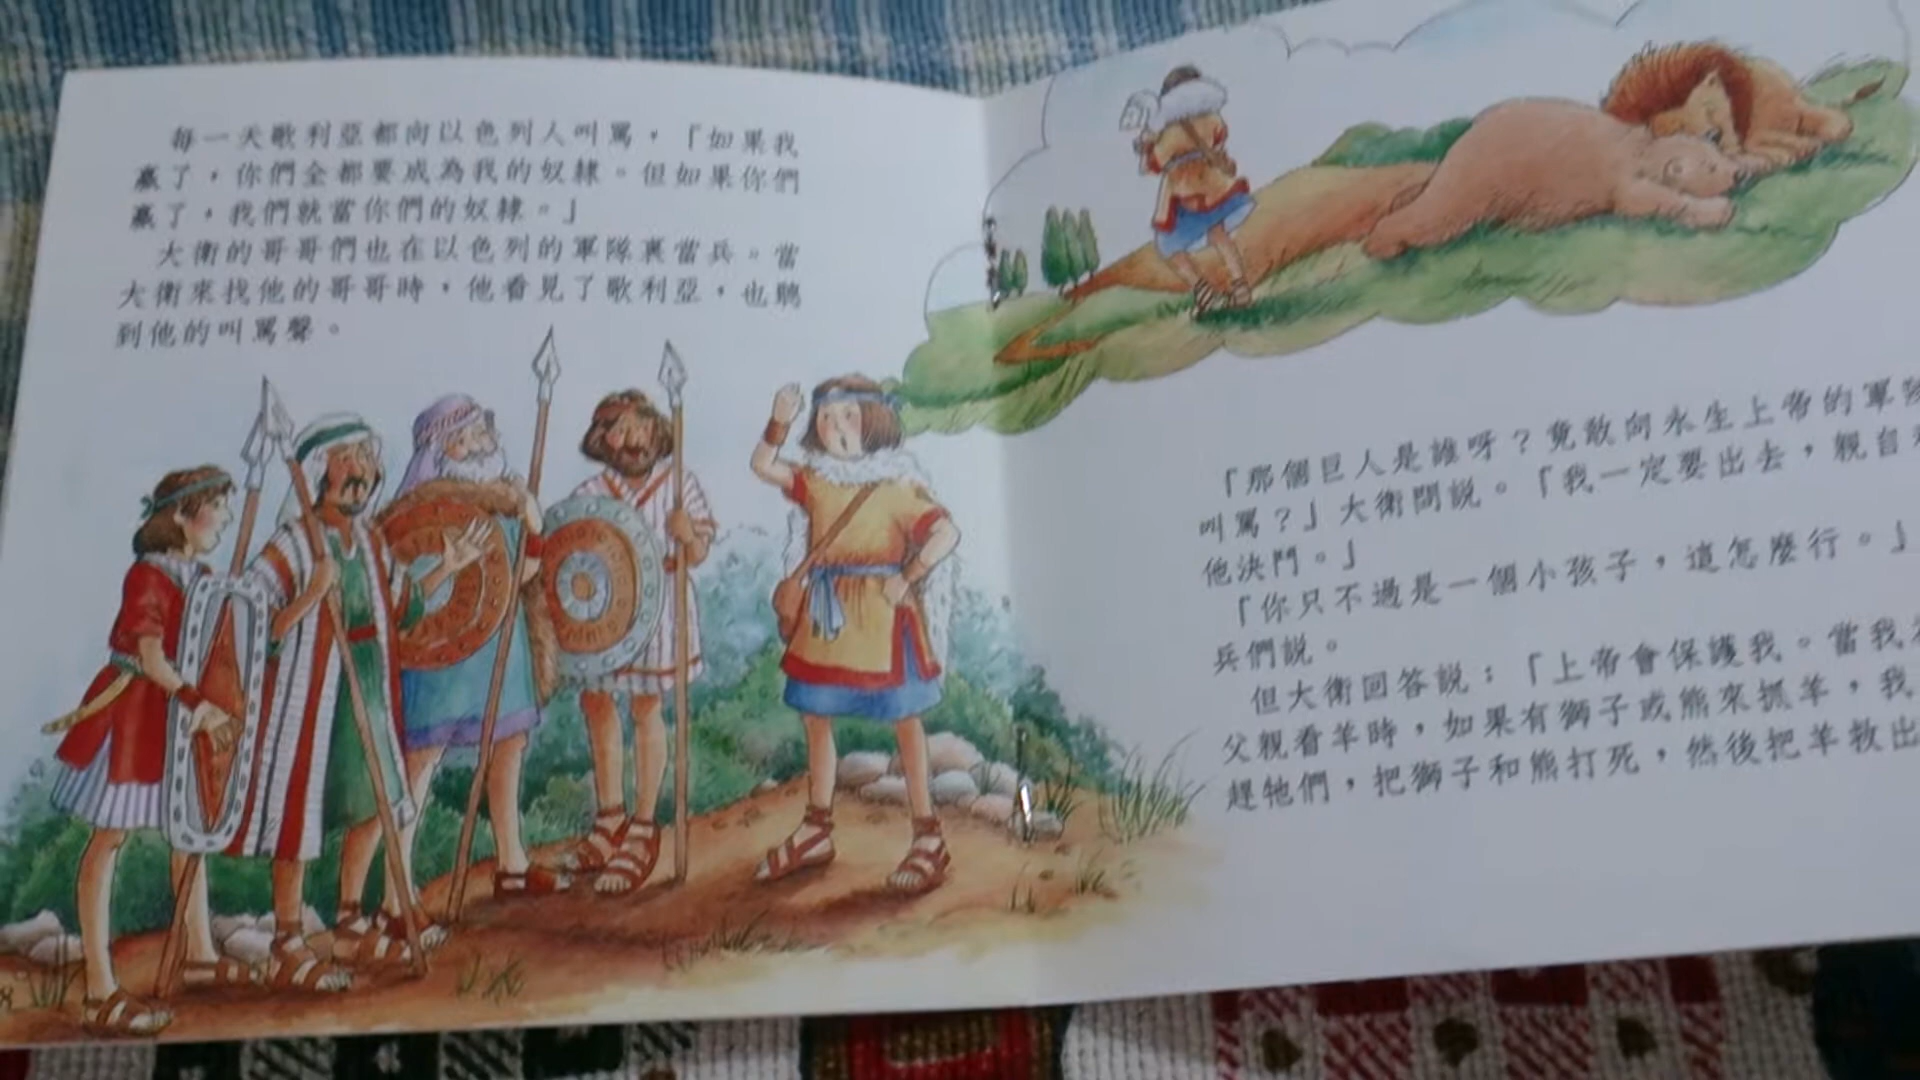 每一天歌利亞都向以色列人叫罵，「如果我
贏了，你們全都要成為我的奴隸。但如果你們
贏了，我們就當你們的奴隸。」
大衛的哥哥們也在以色列的軍隊裏當兵。當
大衛來找他的哥哥時，他看見了歌利亞，也聽
到他的叫罵聲。
「那個巨人是誰呀？竟敢向永生上帝的軍隊
叫罵？」大衛問說。「我一定要出去，親自
他決鬥。」
「你只不過是一個小孩子，這怎麼行。」
兵們說。
但大衛回答說：「上帝會保護我。當我
父親看羊時，如果有獅子或熊來抓羊，我
趕牠們，把獅子和熊打死，然後把羊救出